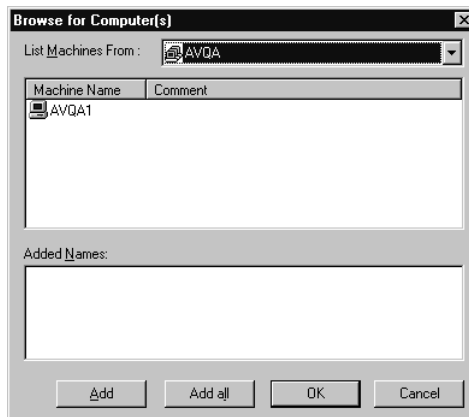 Browse for Computer(s)
List Machines From :
AVQA
Machine Name Comment
AVQA1
Added Names:
Add Add all OK Cancel